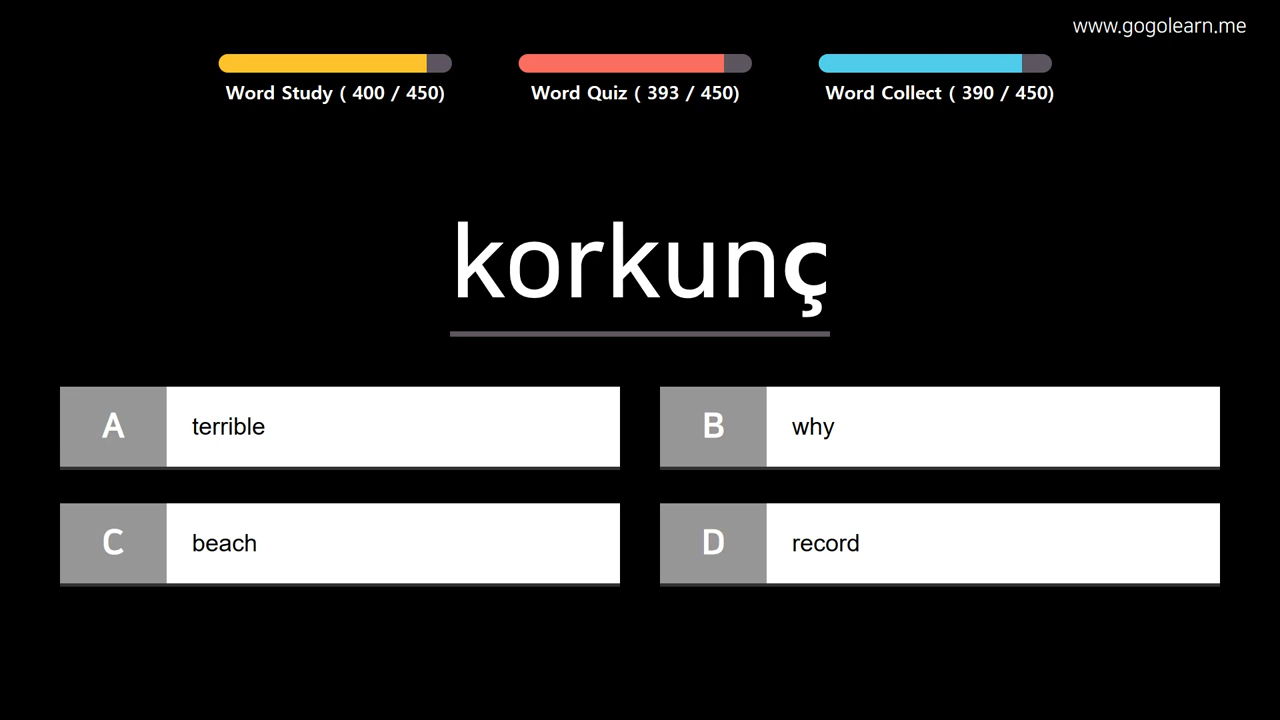 www.gogolearn.me
Word Study ( 400 / 450)
Word Quiz ( 393 / 450)
Word Collect ( 390 / 450)
korkunç
A terrible
B why
C beach
D record